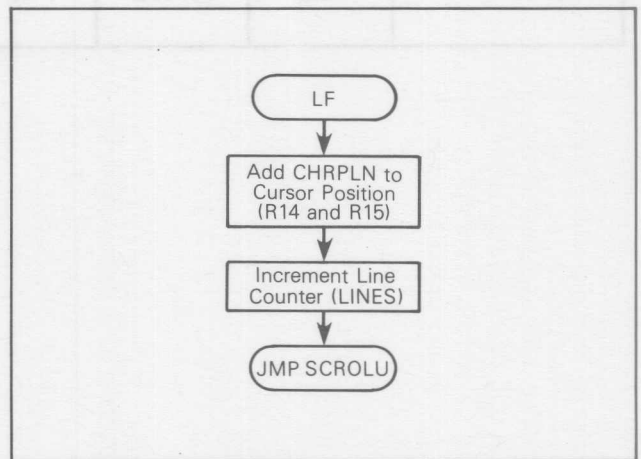 LF
Add CHRPLN to
Cursor Position
(R14 and R15)
Increment Line
Counter (LINES)
JMP SCROLU